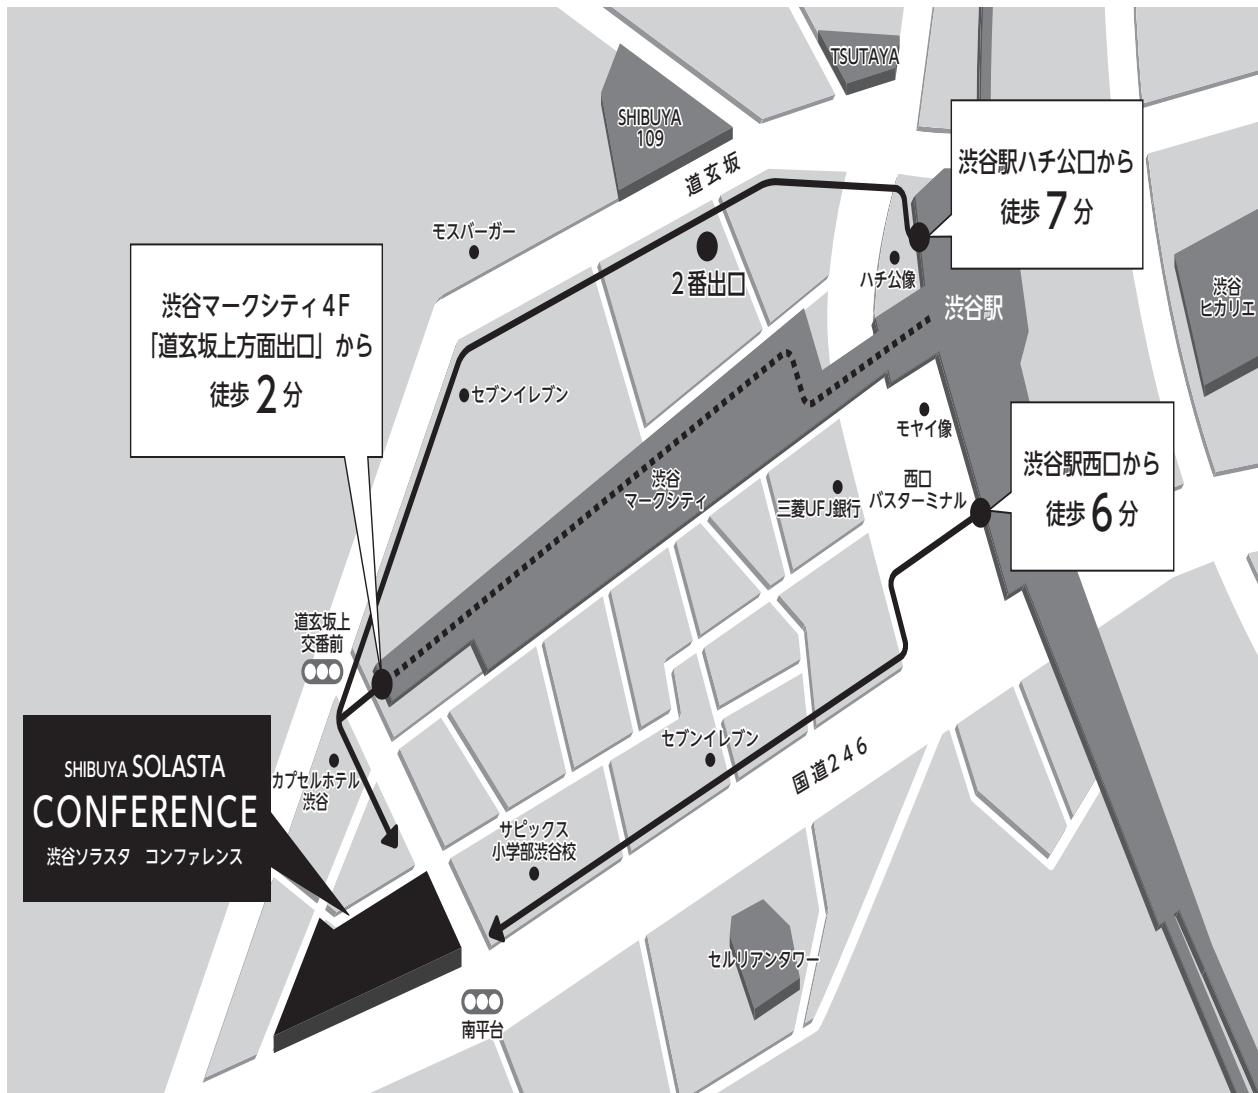 TSUTAYA
SHIBUYA
109
道玄坂
渋谷駅ハチ公口から
徒歩 7 分
モスバーガー
2番出口
ハチ公像
渋谷駅
渋谷
ヒカリエ
渋谷マークシティ4F
「道玄坂上方面出口」から
徒歩 2 分
セブンイレブン
モヤイ像
渋谷
マークシティ
三菱UFJ銀行
西口
バスターミナル
渋谷駅西口から
徒歩 6 分
道玄坂上
交番前
SHIBUYA SOLASTA
CONFERENCE
渋谷ソラスタ コンファレンス
カプセルホテル
渋谷
セブンイレブン
国道246
サピックス
小学部渋谷校
セルリアンタワー
南平台